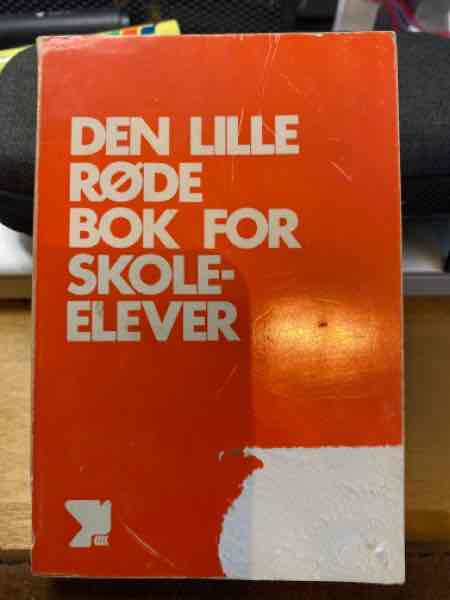 DEN LILLE
RØDE
BOK FOR
SKOLE-
ELEVER